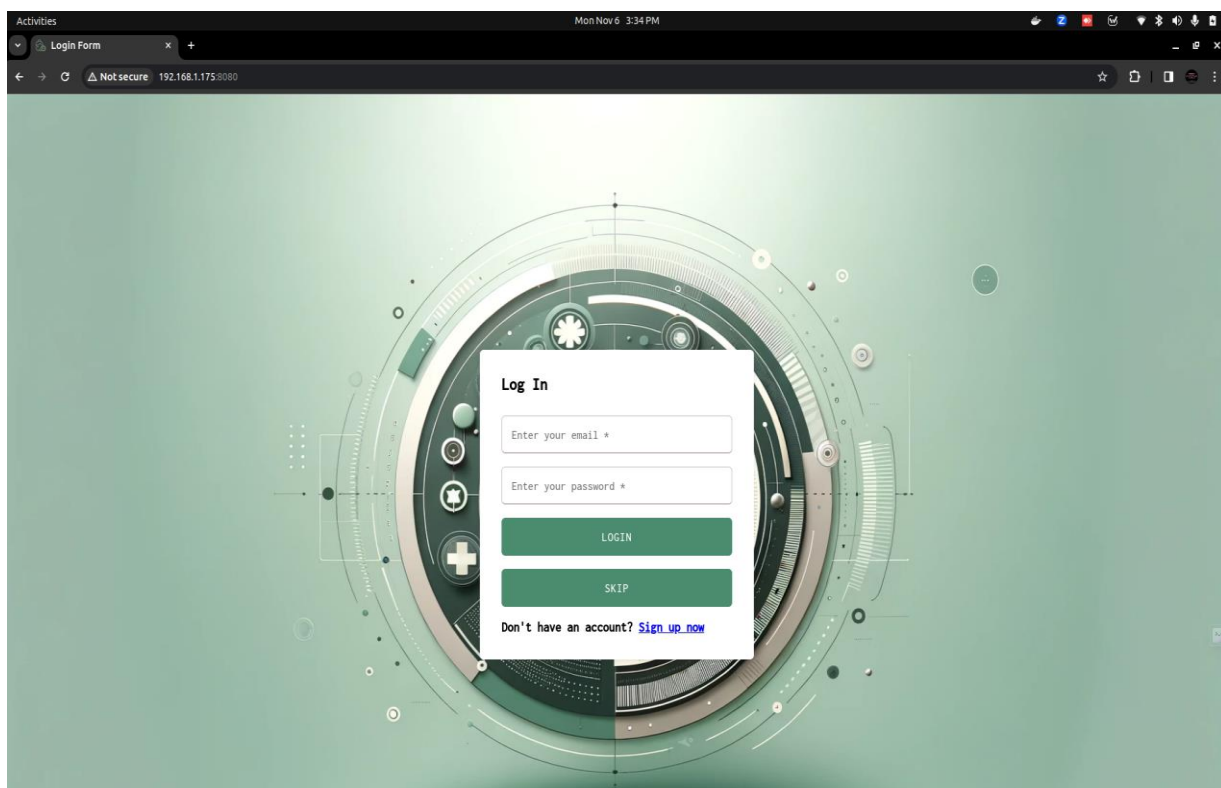 Activities
Mon Nov 6 3:34 PM
Login Form
Not secure 192.168.1.175:8080
Log In
Enter your email *
Enter your password *
LOGIN
SKIP
Don't have an account? Sign up now